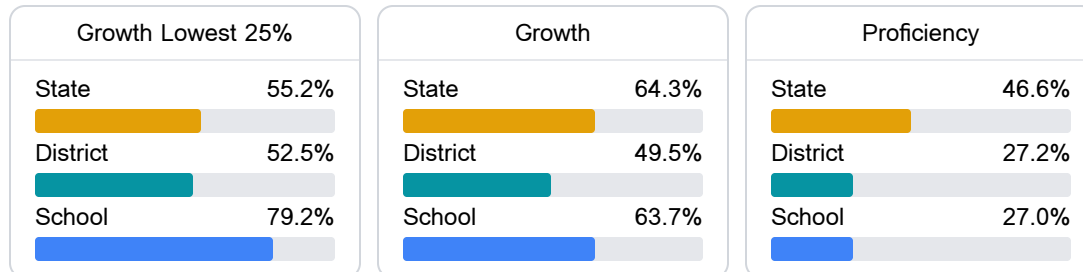 Growth Lowest 25%
State 55.2%
District 52.5%
School 79.2%
Growth
State 64.3%
District 49.5%
School 63.7%
Proficiency
State 46.6%
District 27.2%
School 27.0%